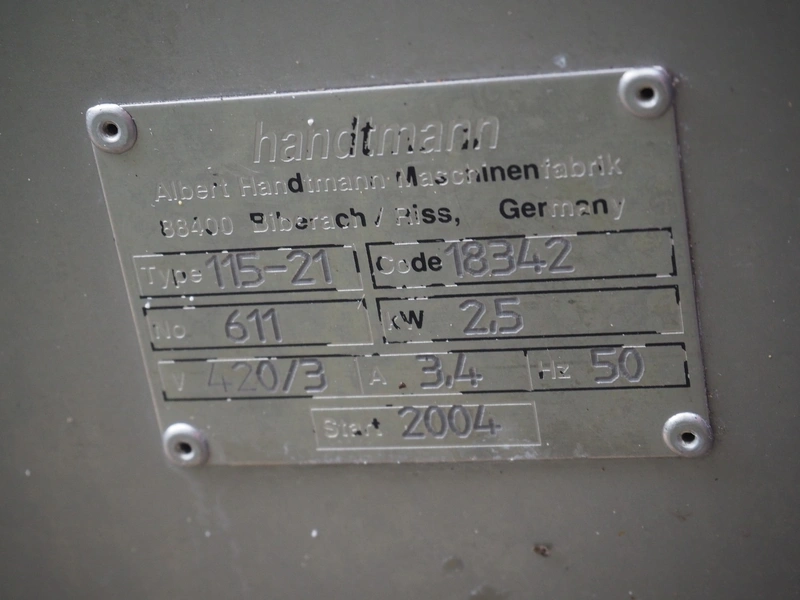 handtmann
Albert Handtmann Maschinenfabrik
88400 Biberach / Riss, Germany
Type 115-21 Code 18342
No 611 kW 2,5
V 420/3 A 3,4 Hz 50
Start 2004